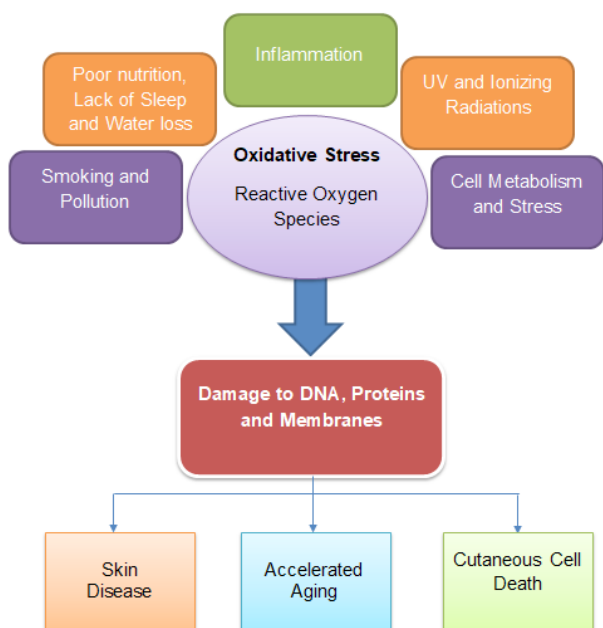 Inflammation
Poor nutrition,
Lack of Sleep
and Water loss
UV and Ionizing
Radiations
Smoking and
Pollution
Oxidative Stress
Reactive Oxygen
Species
Cell Metabolism
and Stress
Damage to DNA, Proteins
and Membranes
Skin
Disease
Accelerated
Aging
Cutaneous Cell
Death